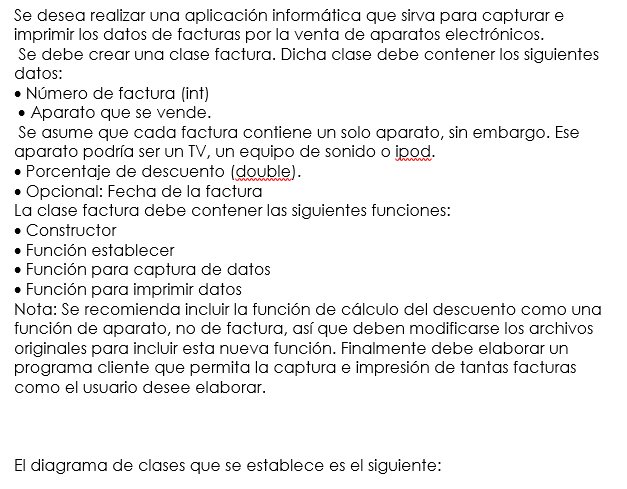 Se desea realizar una aplicación informática que sirva para capturar e
imprimir los datos de facturas por la venta de aparatos electrónicos.
Se debe crear una clase factura. Dicha clase debe contener los siguientes
datos:
• Número de factura (int)
• Aparato que se vende.
Se asume que cada factura contiene un solo aparato, sin embargo. Ese
aparato podría ser un TV, un equipo de sonido o ipod.
• Porcentaje de descuento (double).
• Opcional: Fecha de la factura
La clase factura debe contener las siguientes funciones:
• Constructor
• Función establecer
• Función para captura de datos
• Función para imprimir datos
Nota: Se recomienda incluir la función de cálculo del descuento como una
función de aparato, no de factura, así que deben modificarse los archivos
originales para incluir esta nueva función. Finalmente debe elaborar un
programa cliente que permita la captura e impresión de tantas facturas
como el usuario desee elaborar.
El diagrama de clases que se establece es el siguiente: